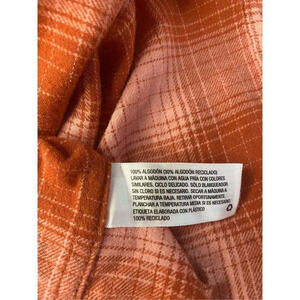 100% ALGODÓN (30% ALGODÓN RECICLADO)
LAVAR A MÁQUINA CON AGUA FRÍA CON COLORES
SIMILARES, CICLO DELICADO. SÓLO BLANQUEADOR
SIN CLORO SI ES NECESARIO. SECAR A MÁQUINA A
TEMPERATURA BAJA. RETIRAR OPORTUNAMENTE.
PLANCHAR A TEMPERATURA MEDIA SI ES NECESARIO.
ETIQUETA ELABORADA CON PLÁSTICO
100% RECICLADO